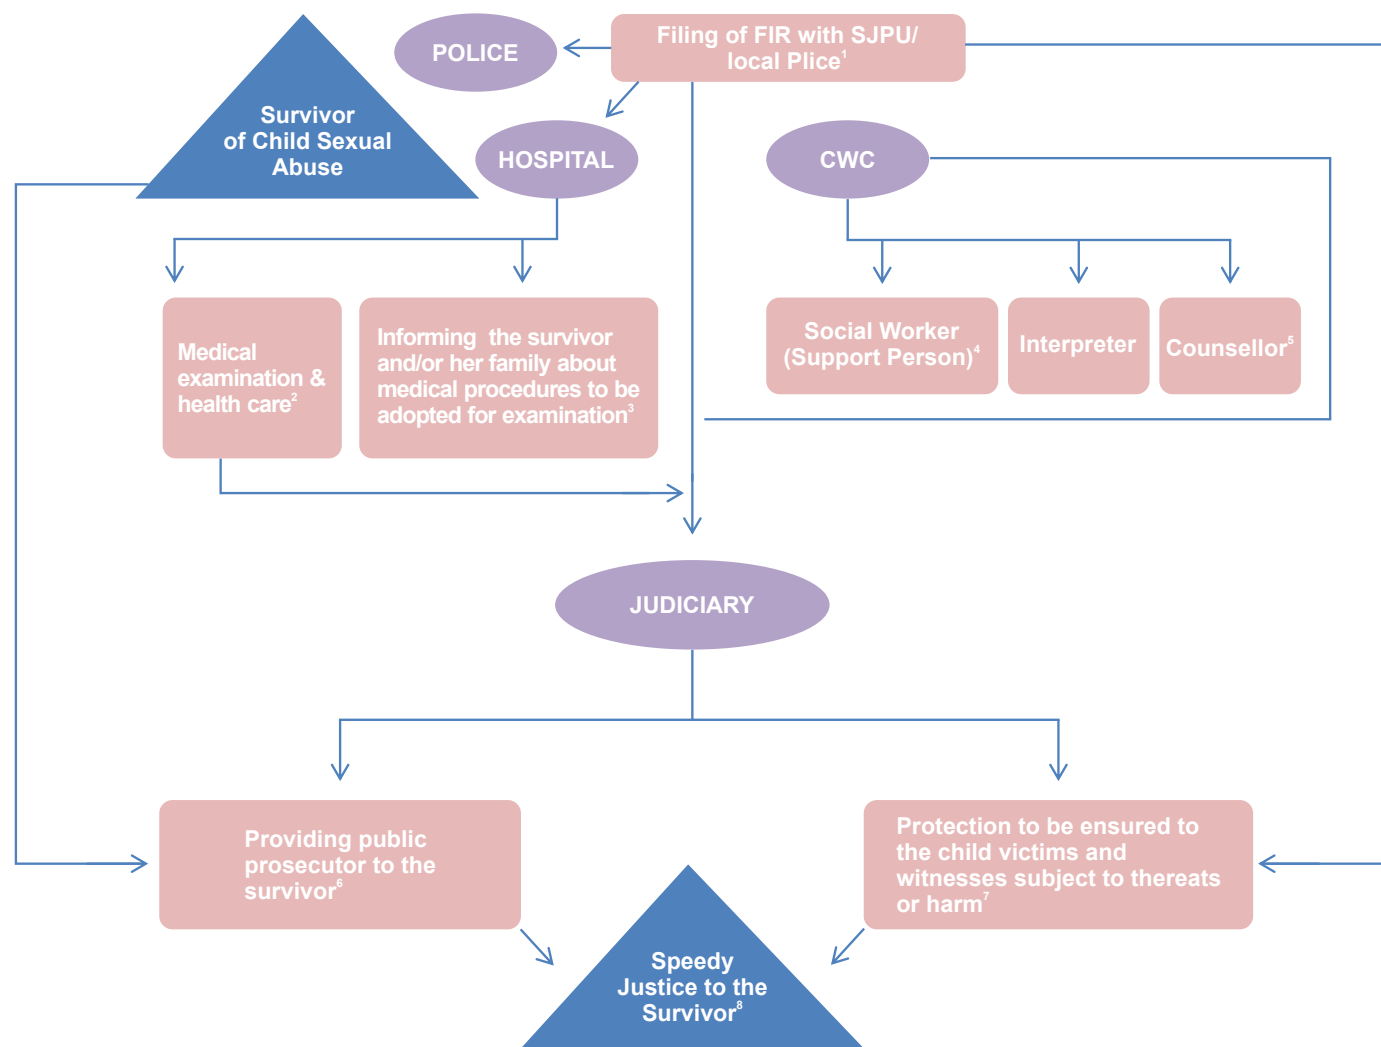 POLICE
Filing of FIR with SJPU/
local Plice1
Survivor
of Child Sexual
Abuse
HOSPITAL
CWC
Medical
examination &
health care2
Informing the survivor
and/or her family about
medical procedures to be
adopted for examination3
Social Worker
(Support Person)4
Interpreter
Counsellor5
JUDICIARY
Providing public
prosecutor to the
survivor6
Protection to be ensured to
the child victims and
witnesses subject to thereats
or harm7
Speedy
Justice to the
Survivor8